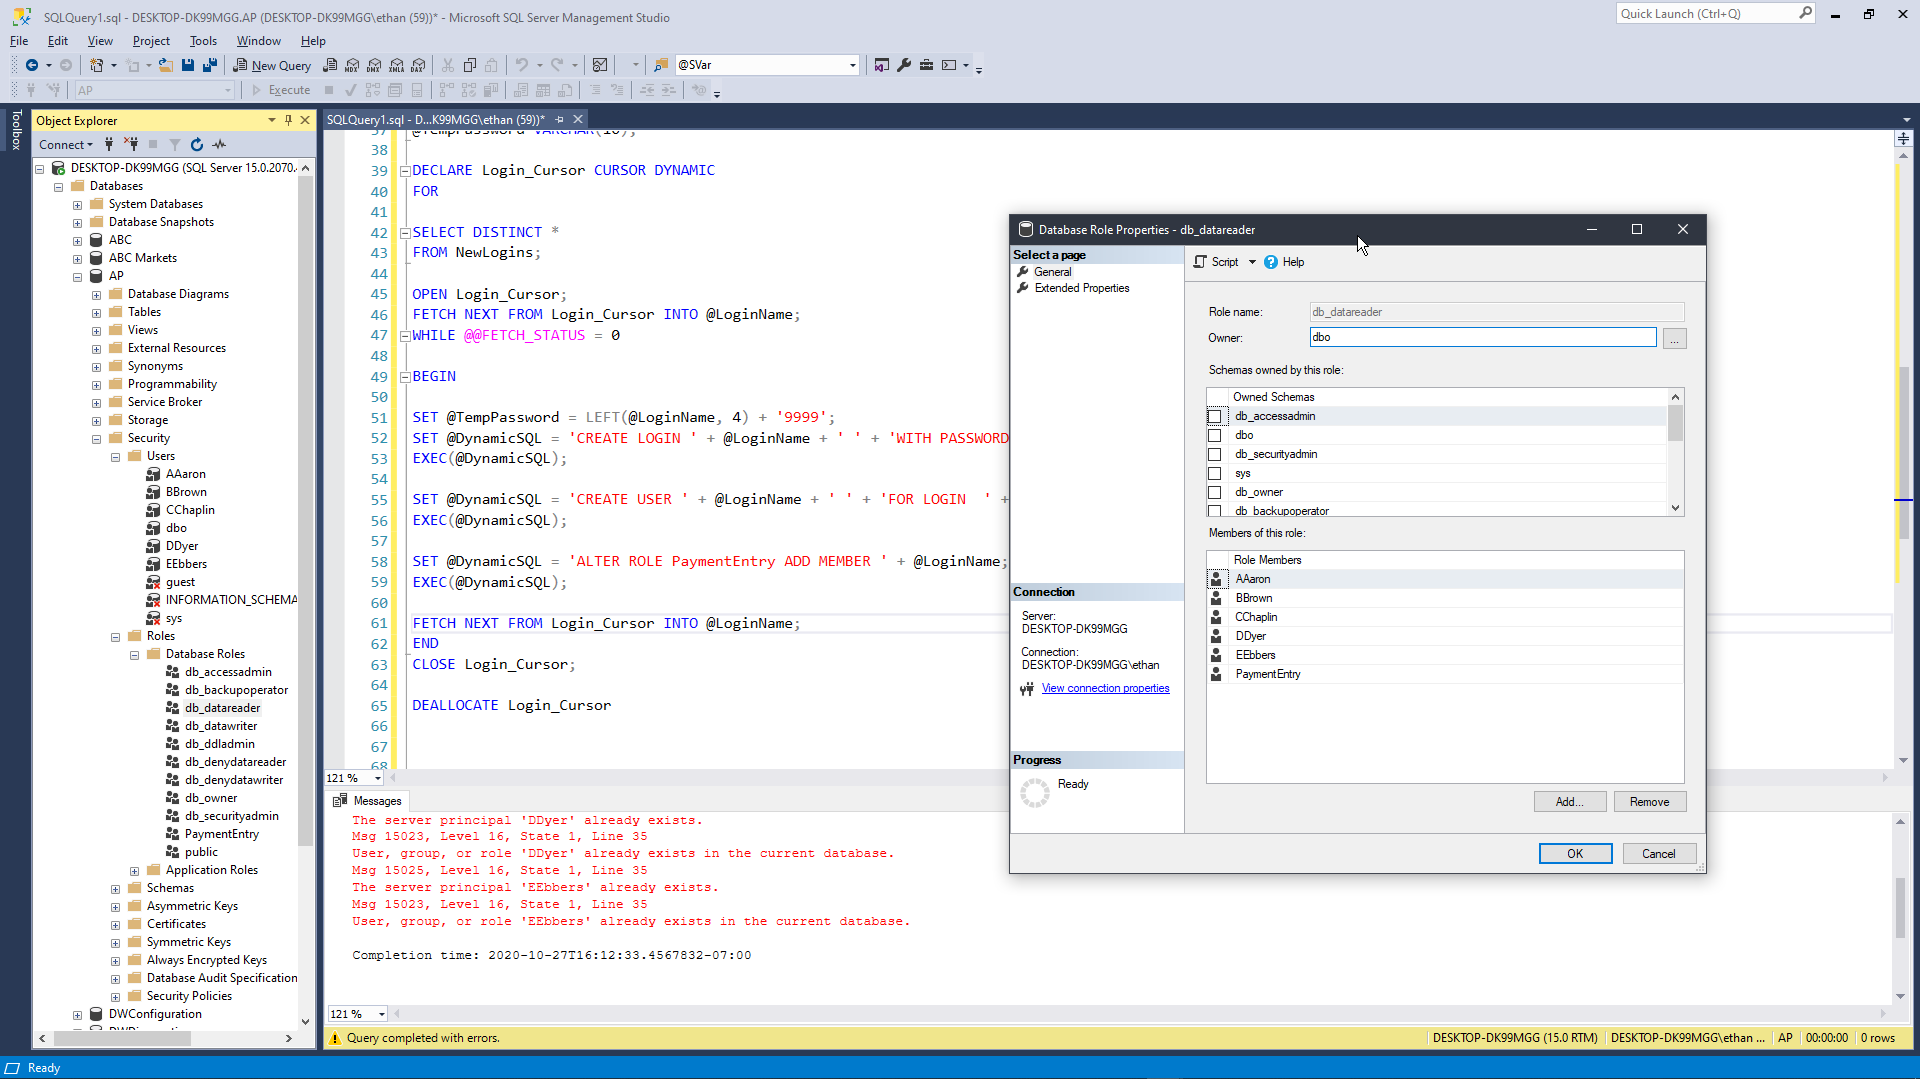 SQLQuery1.sql - DESKTOP-DK99MGG.AP (DESKTOP-DK99MGG\ethan (59))* - Microsoft SQL Server Management Studio
Quick Launch (Ctrl+Q)
File Edit View Project Tools Window Help
New Query
MDX DMX XMLA DAX
@SVar
AP
Execute
Toolbox
Object Explorer
Connect
DESKTOP-DK99MGG (SQL Server 15.0.2070.
Databases
System Databases
Database Snapshots
ABC
ABC Markets
AP
Database Diagrams
Tables
Views
External Resources
Synonyms
Programmability
Service Broker
Storage
Security
Users
AAaron
BBrown
CChaplin
dbo
DDyer
EEbbers
guest
INFORMATION_SCHEMA
sys
Roles
Database Roles
db_accessadmin
db_backupoperator
db_datareader
db_datawriter
db_ddladmin
db_denydatareader
db_denydatawriter
db_owner
db_securityadmin
PaymentEntry
public
Application Roles
Schemas
Asymmetric Keys
Certificates
Symmetric Keys
Always Encrypted Keys
Database Audit Specification
Security Policies
DWConfiguration
SQLQuery1.sql - D...K99MGG\ethan (59))*
37 @TempPassword VARCHAR(10);
38
39 DECLARE Login_Cursor CURSOR DYNAMIC
40 FOR
41
42 SELECT DISTINCT *
43 FROM NewLogins;
44
45 OPEN Login_Cursor;
46 FETCH NEXT FROM Login_Cursor INTO @LoginName;
47 WHILE @@FETCH_STATUS = 0
48
49 BEGIN
50
51 SET @TempPassword = LEFT(@LoginName, 4) + '9999';
52 SET @DynamicSQL = 'CREATE LOGIN ' + @LoginName + ' ' + 'WITH PASSWORD
53 EXEC(@DynamicSQL);
54
55 SET @DynamicSQL = 'CREATE USER ' + @LoginName + ' ' + 'FOR LOGIN  ' +
56 EXEC(@DynamicSQL);
57
58 SET @DynamicSQL = 'ALTER ROLE PaymentEntry ADD MEMBER ' + @LoginName;
59 EXEC(@DynamicSQL);
60
61 FETCH NEXT FROM Login_Cursor INTO @LoginName;
62 END
63 CLOSE Login_Cursor;
64
65 DEALLOCATE Login_Cursor
66
67
68
121 %
Messages
The server principal 'DDyer' already exists.
Msg 15023, Level 16, State 1, Line 35
User, group, or role 'DDyer' already exists in the current database.
Msg 15025, Level 16, State 1, Line 35
The server principal 'EEbbers' already exists.
Msg 15023, Level 16, State 1, Line 35
User, group, or role 'EEbbers' already exists in the current database.
Completion time: 2020-10-27T16:12:33.4567832-07:00
121 %
Query completed with errors.
DESKTOP-DK99MGG (15.0 RTM) DESKTOP-DK99MGG\ethan ... AP 00:00:00 0 rows
Ready
Database Role Properties - db_datareader
Select a page
General
Extended Properties
Connection
Server:
DESKTOP-DK99MGG
Connection:
DESKTOP-DK99MGG\ethan
View connection properties
Progress
Ready
Script Help
Role name: db_datareader
Owner: dbo
...
Schemas owned by this role:
Owned Schemas
db_accessadmin
dbo
db_securityadmin
sys
db_owner
db_backupoperator
Members of this role:
Role Members
AAaron
BBrown
CChaplin
DDyer
EEbbers
PaymentEntry
Add... Remove
OK Cancel